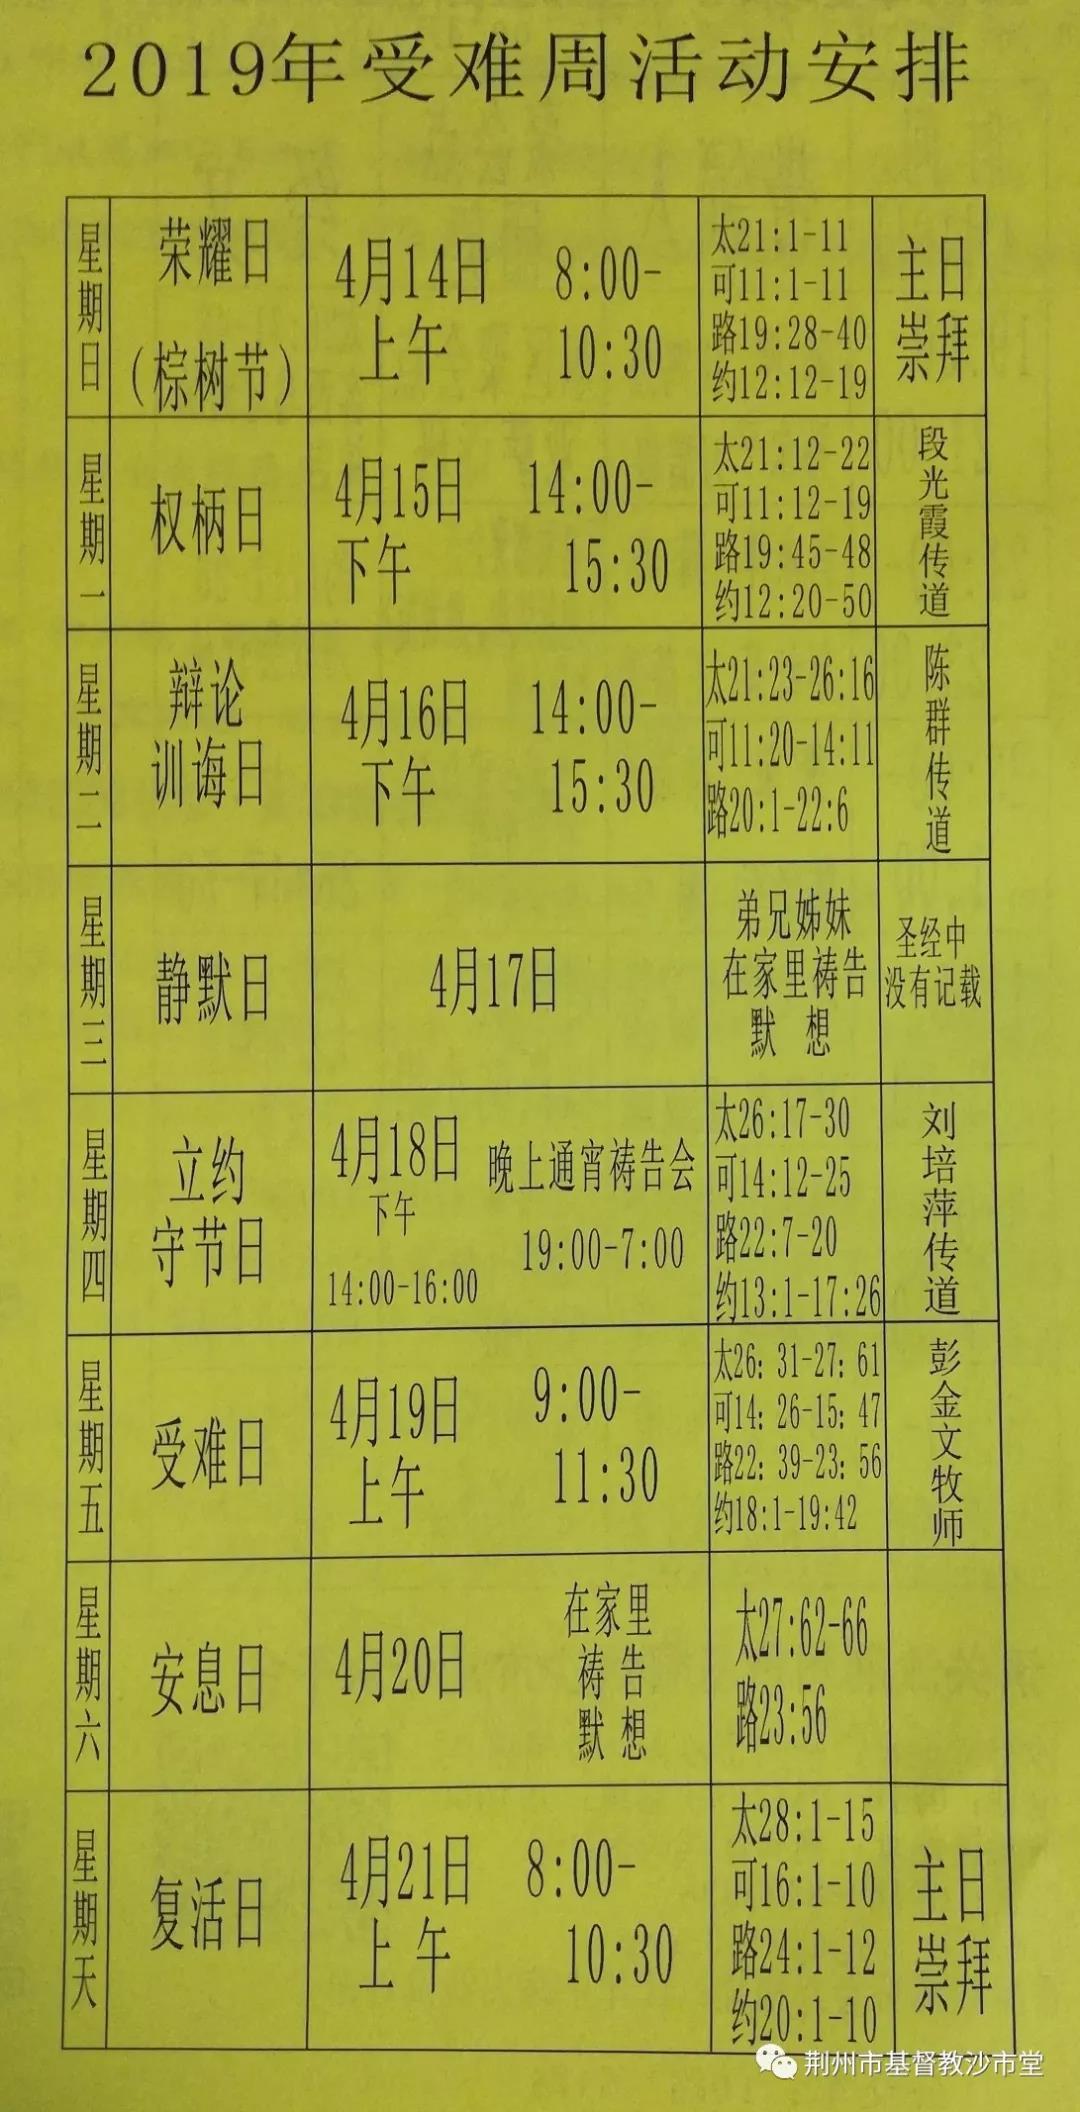 2019年受难周活动安排
星期日
荣耀日
（棕树节）
4月14日 8:00-
上午 10:30
太21:1-11
可11:1-11
路19:28-40
约12:12-19
主日
崇拜
星期一
权柄日
4月15日 14:00-
下午 15:30
太21:12-22
可11:12-19
路19:45-48
约12:20-50
段光霞传道
星期二
辩论
训诲日
4月16日 14:00-
下午 15:30
太21:23-26:16
可11:20-14:11
路20:1-22:6
陈群传道
星期三
静默日
4月17日
弟兄姊妹
在家里祷告
默 想
圣经中
没有记载
星期四
立约
守节日
4月18日 晚上通宵祷告会
下午
14:00-16:00 19:00-7:00
太26:17-30
可14:12-25
路22:7-20
约13:1-17:26
刘培萍传道
星期五
受难日
4月19日 9:00-
上午 11:30
太26: 31-27: 61
可14: 26-15: 47
路22: 39-23: 56
约18:1-19:42
彭金文牧师
星期六
安息日
4月20日
在家里
祷 告
默 想
太27:62-66
路23:56
星期天
复活日
4月21日 8:00-
上午 10:30
太28:1-15
可16:1-10
路24:1-12
约20:1-10
主日
崇拜
荆州市基督教沙市堂